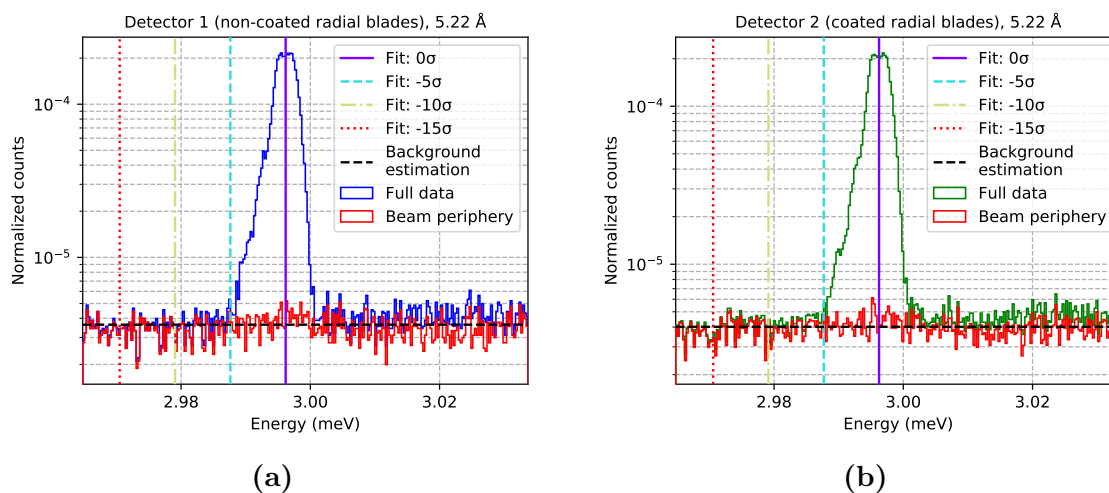 Detector 1 (non-coated radial blades), 5.22 Å
Normalized counts
10⁻⁴
10⁻⁵
Fit: 0σ
Fit: -5σ
Fit: -10σ
Fit: -15σ
Background
estimation
Full data
Beam periphery
2.98
3.00
3.02
Energy (meV)
(a)
Detector 2 (coated radial blades), 5.22 Å
Normalized counts
10⁻⁴
10⁻⁵
Fit: 0σ
Fit: -5σ
Fit: -10σ
Fit: -15σ
Background
estimation
Full data
Beam periphery
2.98
3.00
3.02
Energy (meV)
(b)